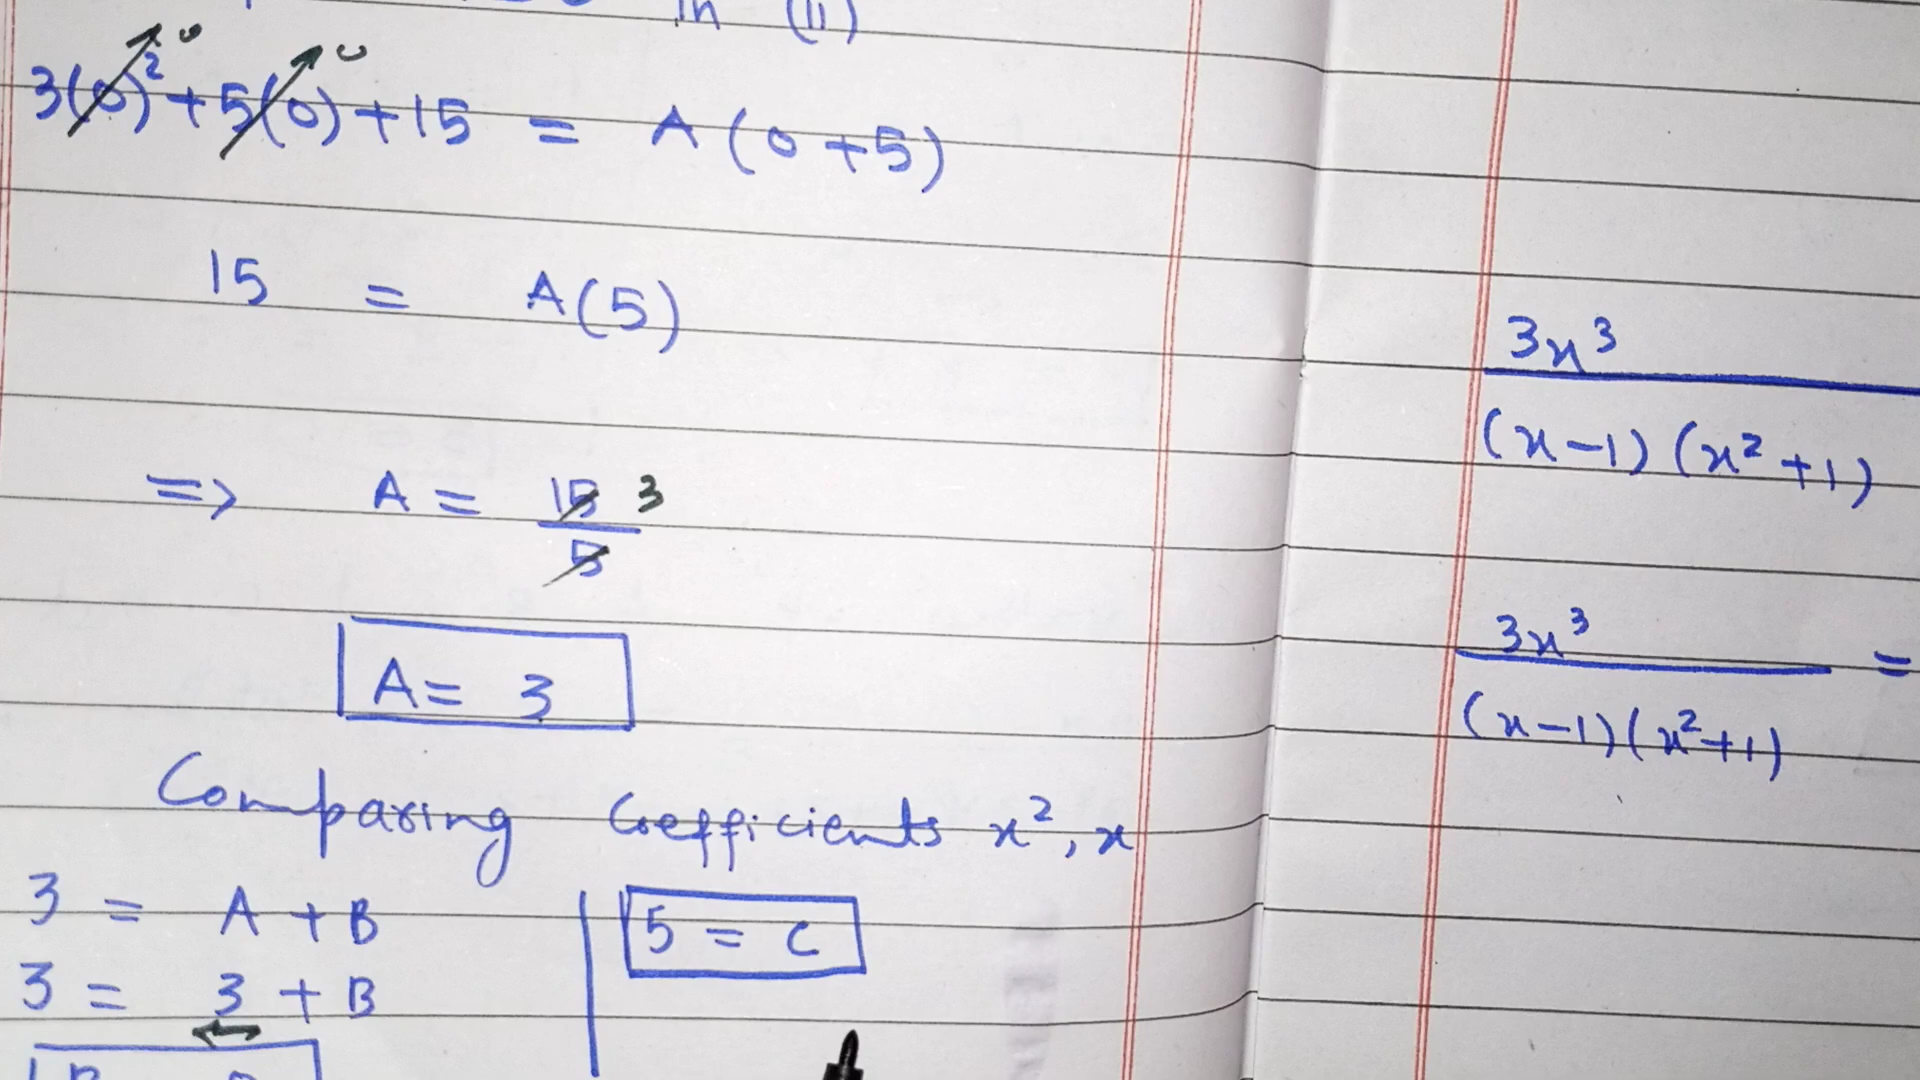 in (ii)
3(0)² + 5(0) + 15 = A (0 + 5)
15 = A(5)
=> A = 15/5 3
A = 3
Comparing Coefficients x², x
3 = A + B
5 = C
3 = 3 + B
3x³
(x-1) (x² + 1)
3x³ =
(x-1)(x²+1)